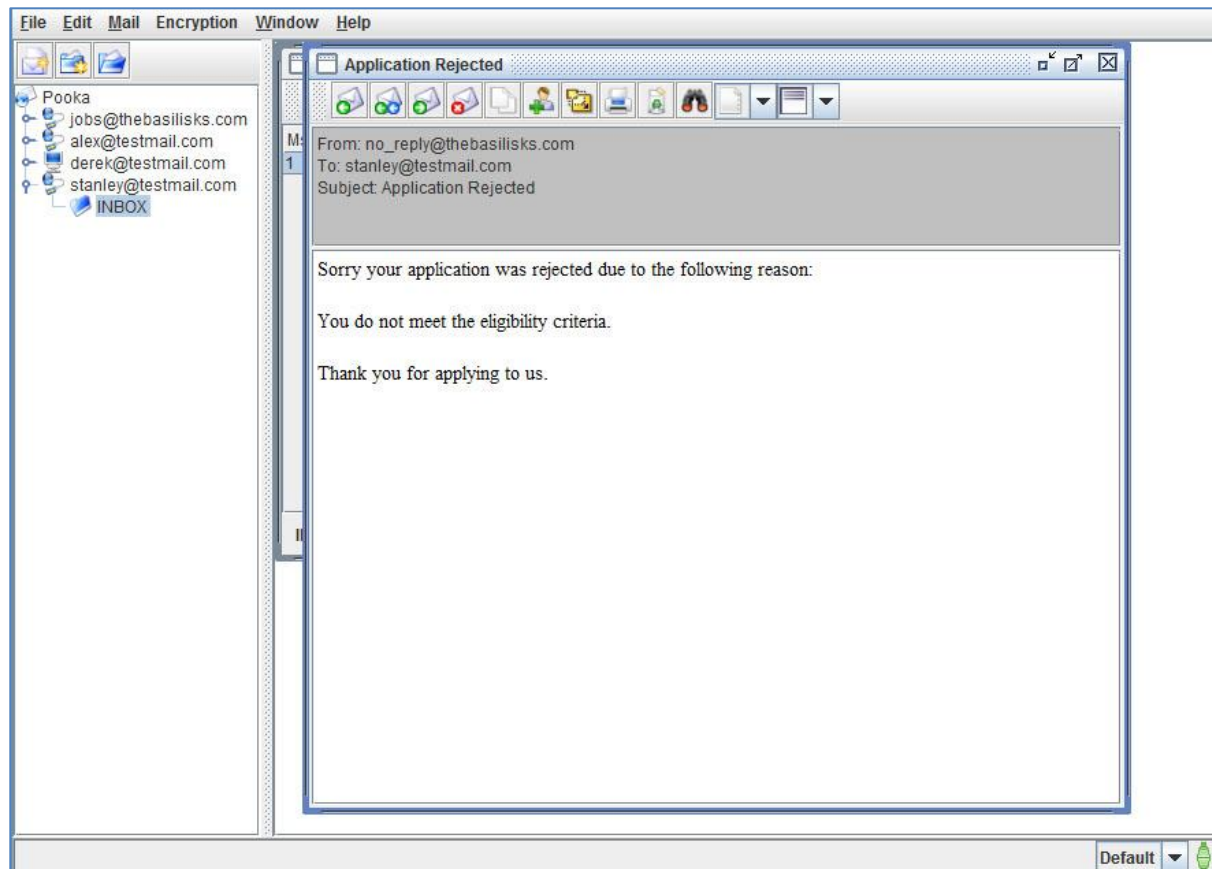 File Edit Mail Encryption Window Help
Pooka
jobs@thebasilisks.com
alex@testmail.com
derek@testmail.com
stanley@testmail.com
INBOX
1
Application Rejected
From: no_reply@thebasilisks.com
To: stanley@testmail.com
Subject: Application Rejected
Sorry your application was rejected due to the following reason:
You do not meet the eligibility criteria.
Thank you for applying to us.
Default